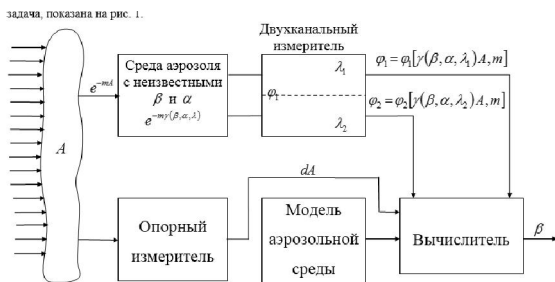 задача, показана на рис. 1.
Двухканальный
измеритель
Среда аэрозоля
с неизвестными
β и α
e^{-mγ(β,α,λ)}
e^{-mA}
A
λ₁
φ₁
λ₂
φ₁ = φ₁[γ(β,α,λ₁)A,m]
φ₂ = φ₂[γ(β,α,λ₂)A,m]
dA
Опорный
измеритель
Модель
аэрозольной
среды
Вычислитель
β